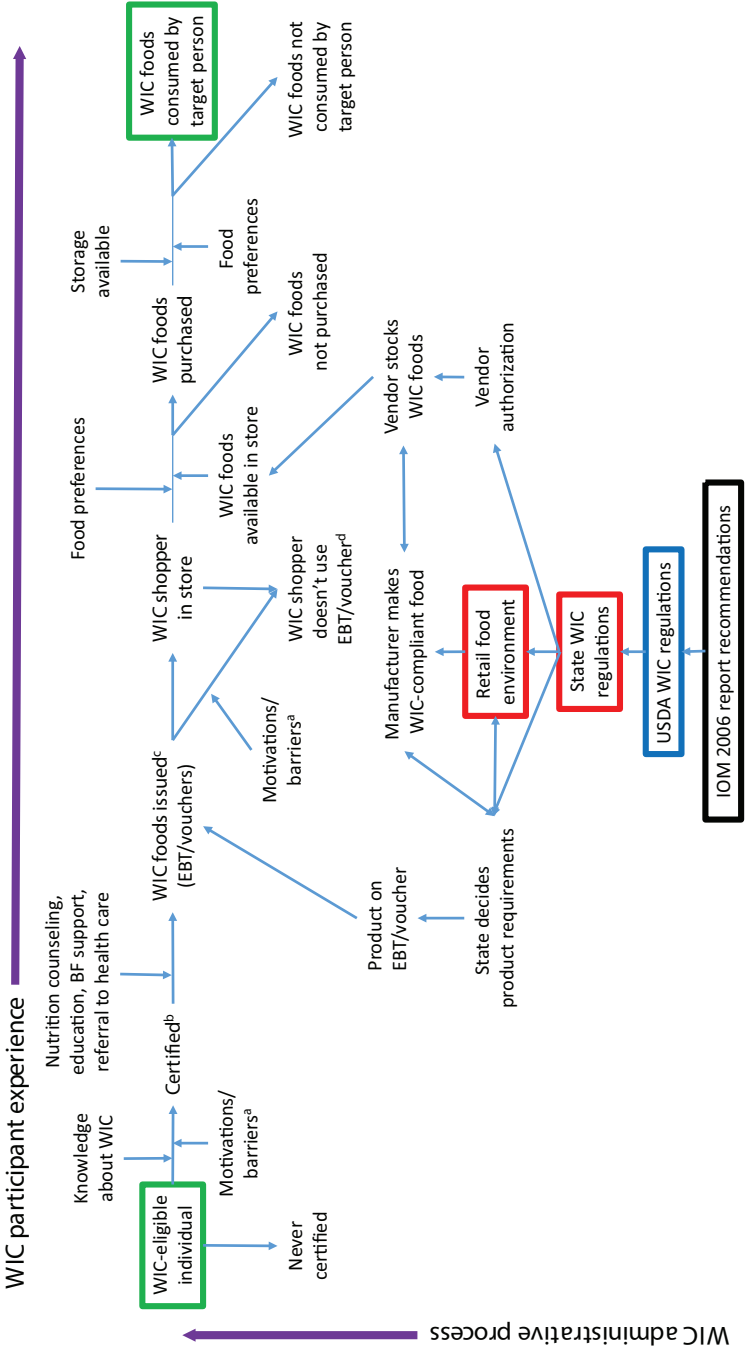 WIC participant experience
Knowledge
about WIC
Nutrition counseling,
education, BF support,
referral to health care
Food preferences
Storage
available
WIC-eligible
individual
Certifiedb
WIC foods issuedc
(EBT/vouchers)
WIC shopper
in store
WIC foods
purchased
WIC foods
consumed by
target person
Motivations/
barriersa
Never
certified
Motivations/
barriersa
WIC shopper
doesn’t use
EBT/voucherd
WIC foods
available in store
WIC foods
not purchased
Food
preferences
WIC foods not
consumed by
target person
Product on
EBT/voucher
Manufacturer makes
WIC-compliant food
Vendor stocks
WIC foods
State decides
product requirements
Retail food
environment
Vendor
authorization
State WIC
regulations
USDA WIC regulations
IOM 2006 report recommendations
WIC administrative process